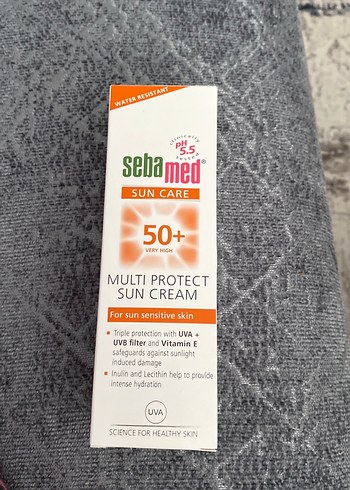 WATER RESISTANT
clinically
pH
5.5
tested
sebamed®
SUN CARE
50+
VERY HIGH
MULTI PROTECT
SUN CREAM
For sun sensitive skin
Triple protection with UVA +
UVB filter and Vitamin E
safeguards against sunlight
induced damage
Inulin and Lecithin help to provide
intense hydration
UVA
SCIENCE FOR HEALTHY SKIN